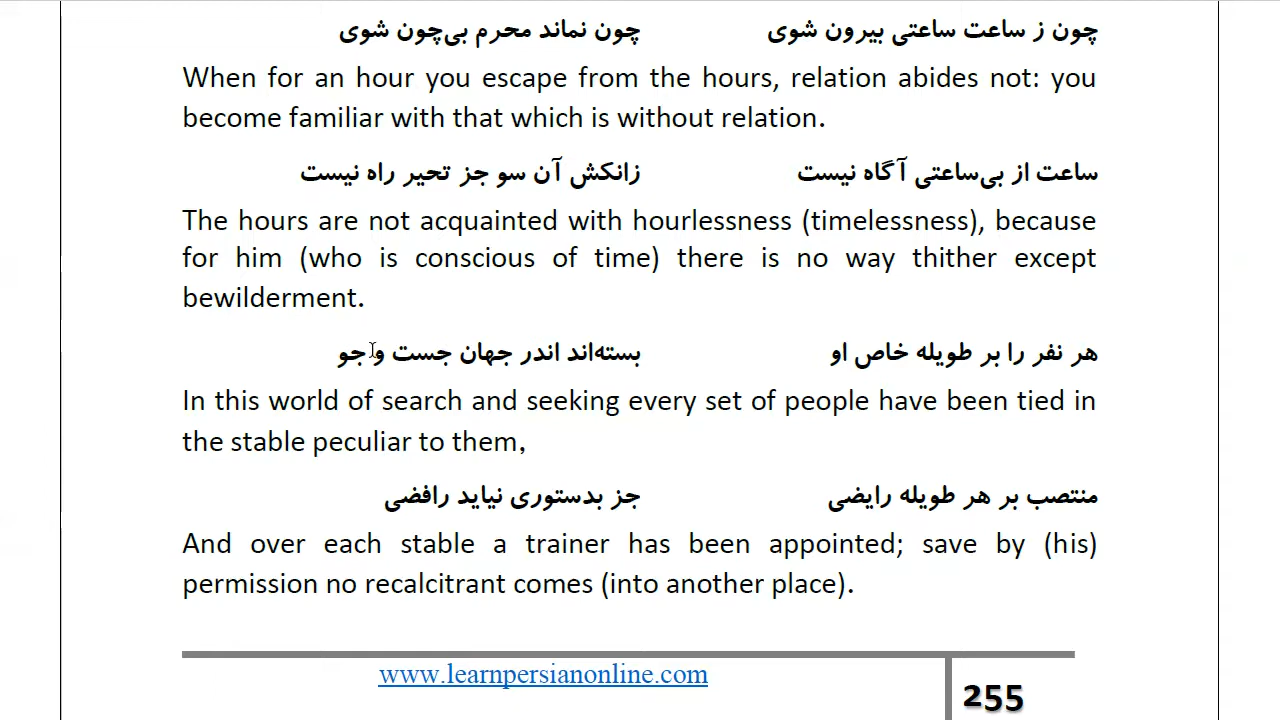 چون ز ساعت ساعتی بیرون شوی چون نماند محرم بی‌چون شوی
When for an hour you escape from the hours, relation abides not: you
become familiar with that which is without relation.
ساعت از بی‌ساعتی آگاه نیست زانکش آن سو جز تحیر راه نیست
The hours are not acquainted with hourlessness (timelessness), because
for him (who is conscious of time) there is no way thither except
bewilderment.
هر نفر را بر طویله خاص او بسته‌اند اندر جهان جست و جو
In this world of search and seeking every set of people have been tied in
the stable peculiar to them,
منتصب بر هر طویله رایضی جز بدستوری نیاید رافضی
And over each stable a trainer has been appointed; save by (his)
permission no recalcitrant comes (into another place).
www.learnpersianonline.com
255